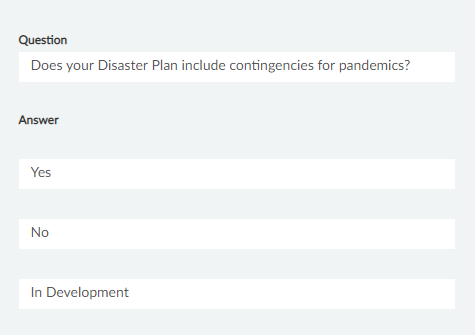 Question
Does your Disaster Plan include contingencies for pandemics?
Answer
Yes
No
In Development